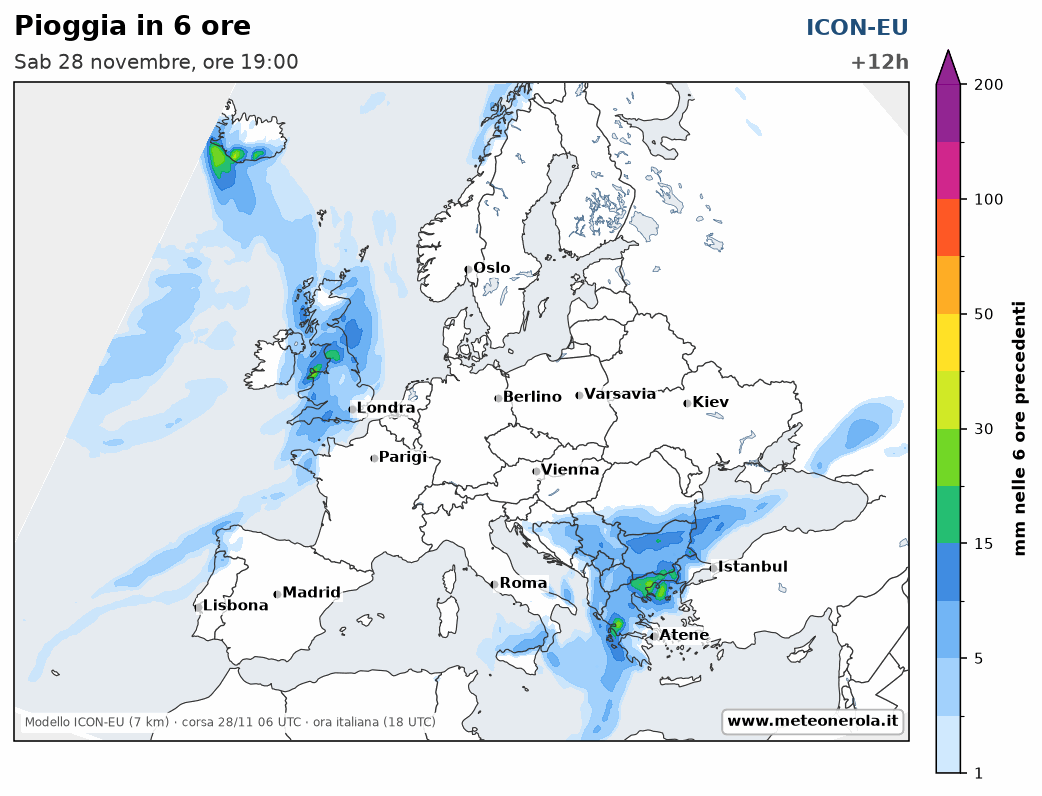 Pioggia in 6 ore
ICON-EU
Sab 28 novembre, ore 19:00
+12h
200
100
50
30
15
5
1
mm nelle 6 ore precedenti
Oslo
Berlino
Varsavia
Kiev
Londra
Parigi
Vienna
Istanbul
Roma
Madrid
Lisbona
Atene
Modello ICON-EU (7 km) · corsa 28/11 06 UTC · ora italiana (18 UTC)
www.meteonerola.it